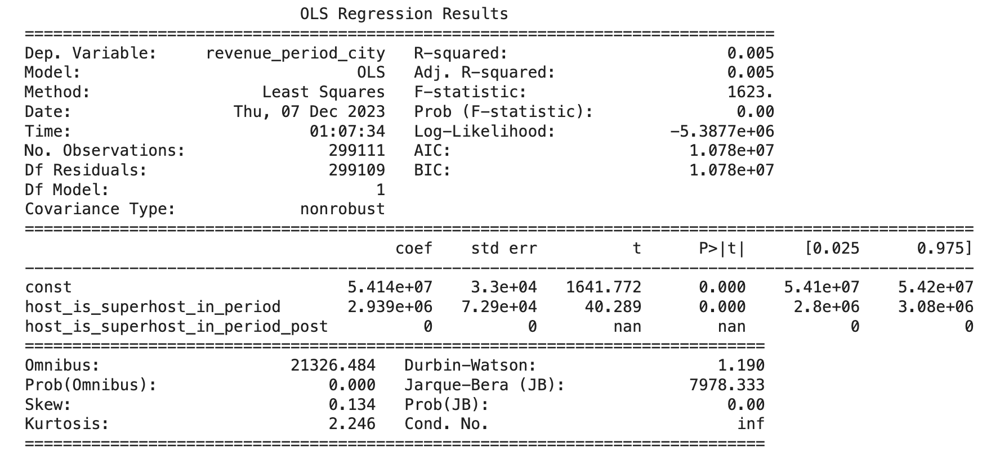 OLS Regression Results
==============================================================================
Dep. Variable: revenue_period_city R-squared: 0.005
Model: OLS Adj. R-squared: 0.005
Method: Least Squares F-statistic: 1623.
Date: Thu, 07 Dec 2023 Prob (F-statistic): 0.00
Time: 01:07:34 Log-Likelihood: -5.3877e+06
No. Observations: 299111 AIC: 1.078e+07
Df Residuals: 299109 BIC: 1.078e+07
Df Model: 1
Covariance Type: nonrobust
===================================================================================================
coef std err t P>|t| [0.025 0.975]
---------------------------------------------------------------------------------------------------
const 5.414e+07 3.3e+04 1641.772 0.000 5.41e+07 5.42e+07
host_is_superhost_in_period 2.939e+06 7.29e+04 40.289 0.000 2.8e+06 3.08e+06
host_is_superhost_in_period_post 0 0 nan nan 0 0
==============================================================================
Omnibus: 21326.484 Durbin-Watson: 1.190
Prob(Omnibus): 0.000 Jarque-Bera (JB): 7978.333
Skew: 0.134 Prob(JB): 0.00
Kurtosis: 2.246 Cond. No. inf
==============================================================================